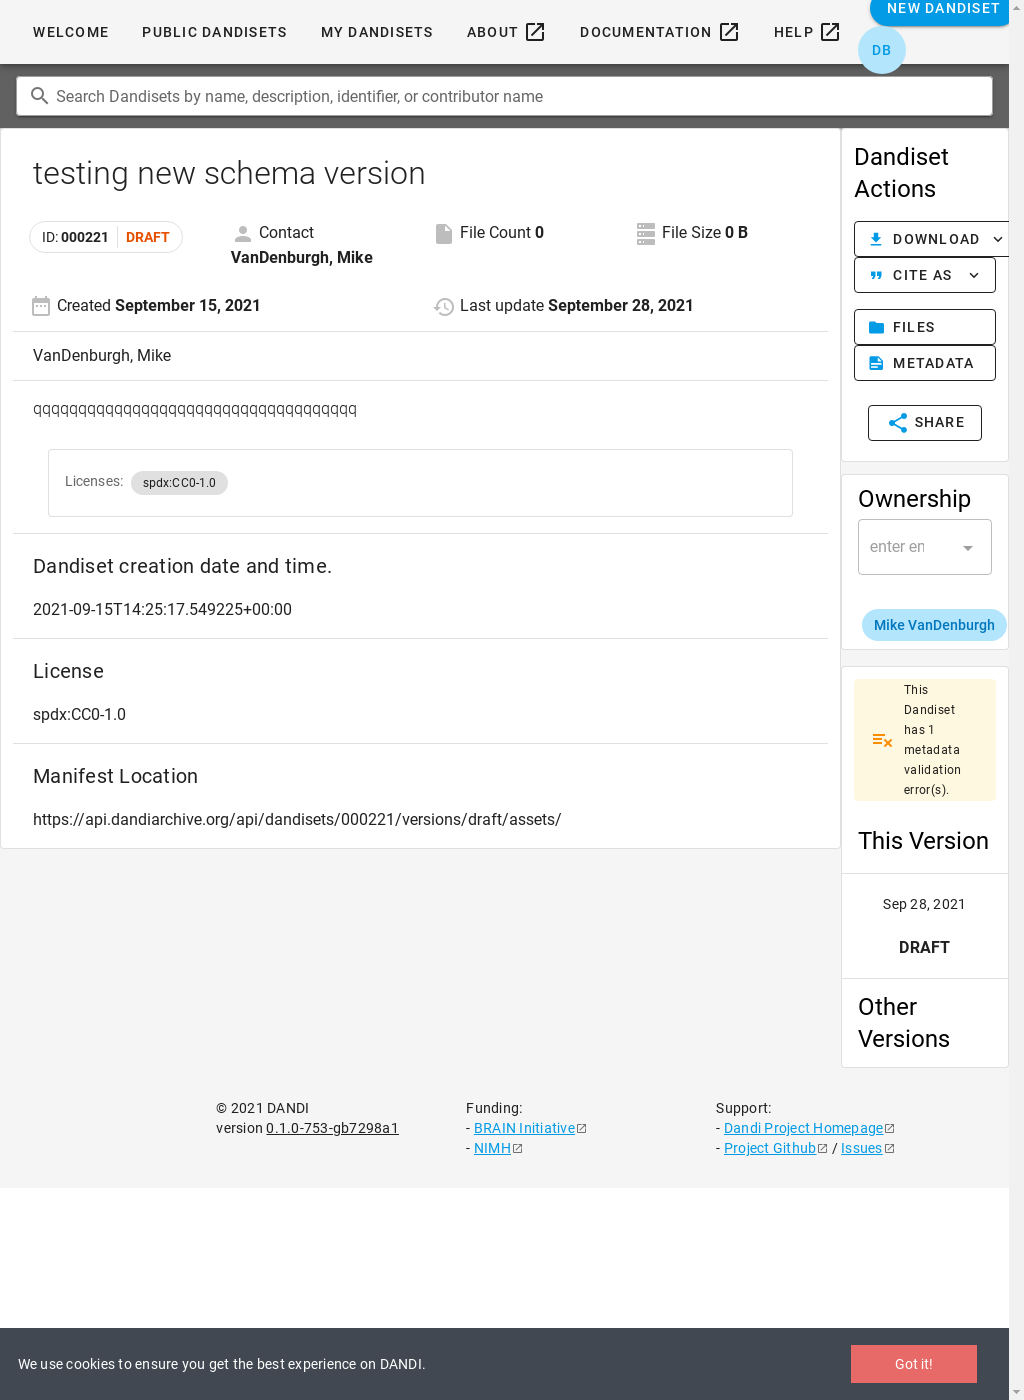 WELCOME PUBLIC DANDISETS MY DANDISETS ABOUT DOCUMENTATION HELP NEW DANDISET
DB
Search Dandisets by name, description, identifier, or contributor name
testing new schema version
ID: 000221 DRAFT
Contact VanDenburgh, Mike
File Count 0
File Size 0 B
Created September 15, 2021
Last update September 28, 2021
VanDenburgh, Mike
qqqqqqqqqqqqqqqqqqqqqqqqqqqqqqqqqqqq
Licenses: spdx:CC0-1.0
Dandiset creation date and time.
2021-09-15T14:25:17.549225+00:00
License
spdx:CC0-1.0
Manifest Location
https://api.dandiarchive.org/api/dandisets/000221/versions/draft/assets/
Dandiset
Actions
DOWNLOAD
CITE AS
FILES
METADATA
SHARE
Ownership
enter en
Mike VanDenburgh
This
Dandiset
has 1
metadata
validation
error(s).
This Version
Sep 28, 2021
DRAFT
Other
Versions
© 2021 DANDI
version 0.1.0-753-gb7298a1
Funding:
- BRAIN Initiative
- NIMH
Support:
- Dandi Project Homepage
- Project Github / Issues
We use cookies to ensure you get the best experience on DANDI.
Got it!